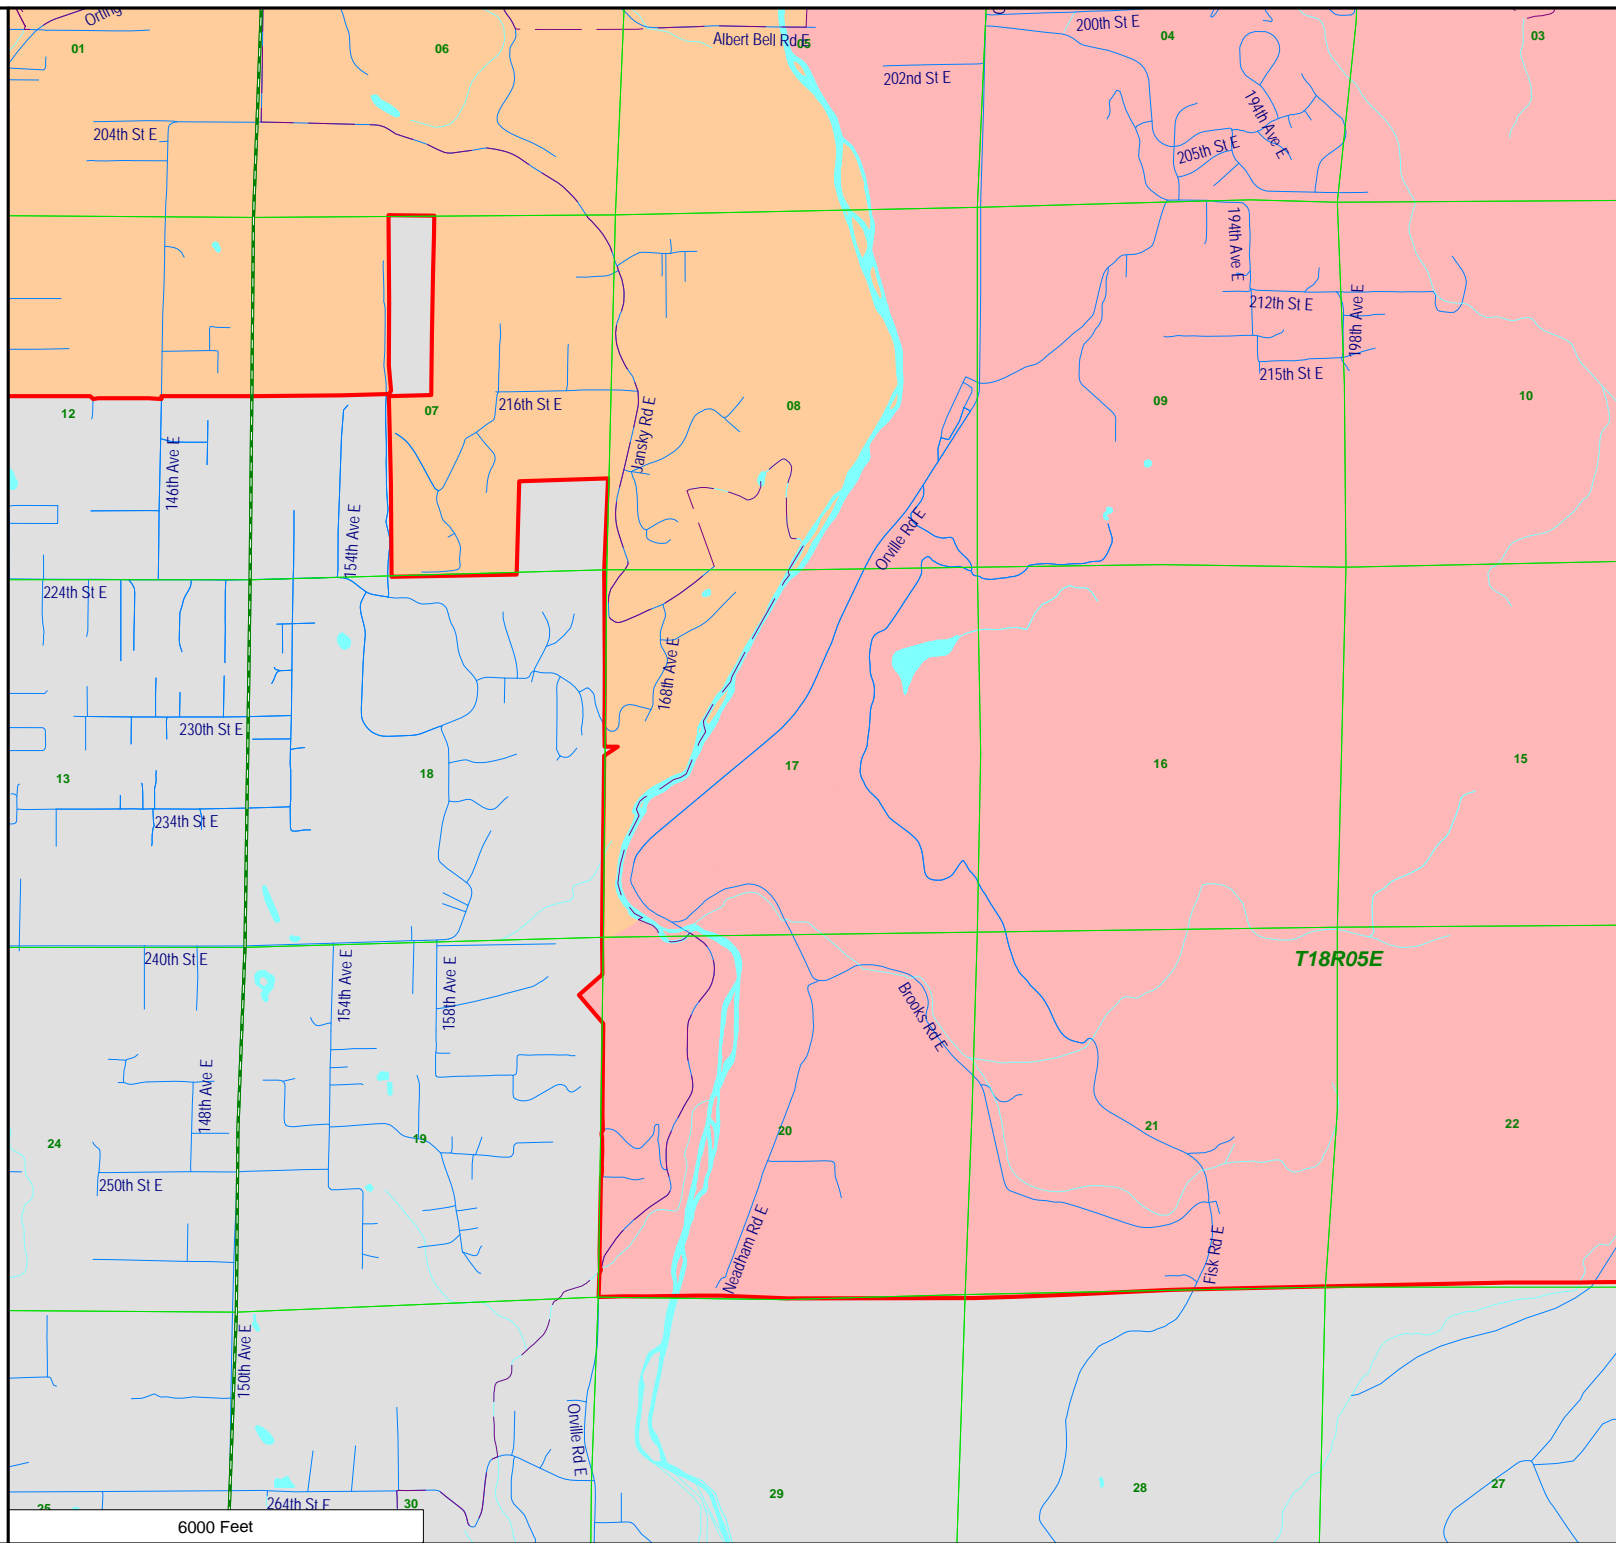 Orting
01
06
Albert Bell Rd E
05
200th St E
04
03
202nd St E
194th Ave E
204th St E
205th St E
194th Ave E
212th St E
198th Ave E
215th St E
12
07
216th St E
08
09
10
Jansky Rd E
146th Ave E
154th Ave E
Orville Rd E
224th St E
168th Ave E
230th St E
13
18
17
16
15
234th St E
240th St E
154th Ave E
158th Ave E
T18R05E
Brooks Rd E
148th Ave E
24
19
20
21
22
250th St E
Neadham Rd E
Fisk Rd E
150th Ave E
Orville Rd E
264th St E
25
30
29
28
27
6000 Feet